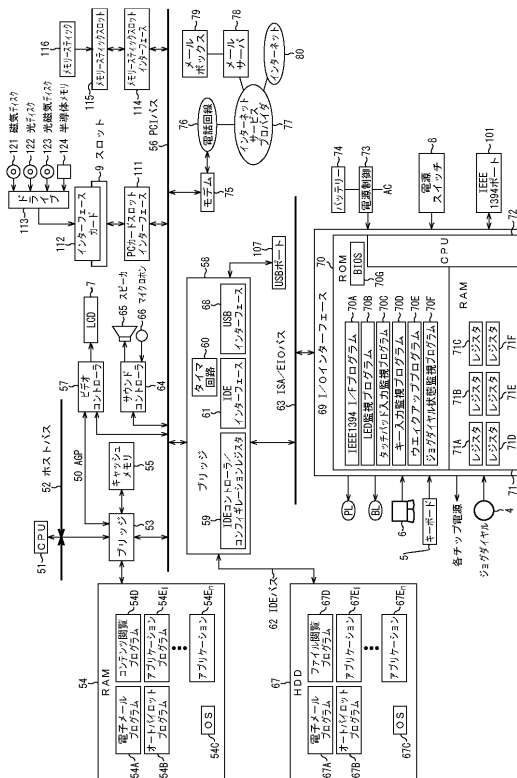 51
CPU
52 ホストバス
50 AGP
ブリッジ
53
キャッシュ
メモリ
55
57
ビデオ
コントローラ
LCD
7
65 スピーカ
66 マイクロホン
サウンド
コントローラ
64
121 磁気ディスク
122 光ディスク
123 光磁気ディスク
124 半導体メモリ
ドライブ
113
9 スロット
112
インターフェース
カード
111
PCカードスロット
インターフェース
116
メモリースティック
115
メモリースティックスロット
114
メモリースティックスロット
インターフェース
56 PCIバス
79
メール
ボックス
78
メール
サーバ
インターネット
80
76
電話回線
インターネット
サービス
プロバイダ
77
モデム
75
54
RAM
電子メール
プログラム
54A
コンテンツ閲覧
プログラム
54D
オートパイロット
プログラム
54B
アプリケーション
54E1
アプリケーション
54En
OS
54C
58
ブリッジ
59
IDEコントローラ/
コンフィギレーションレジスタ
60
タイマ
回路
61
IDE
インターフェース
68
USB
インターフェース
107
USBポート
62 IDEバス
63 ISA/EIOバス
67
HDD
電子メール
プログラム
67A
ファイル閲覧
プログラム
67D
オートパイロット
プログラム
67B
アプリケーション
67E1
アプリケーション
67En
OS
67C
69 I/Oインターフェース
70
ROM
BIOS
70G
IEEE1394 I/Fプログラム
70A
LED監視プログラム
70B
タッチパッド入力監視プログラム
70C
キー入力監視プログラム
70D
ウエイクアッププログラム
70E
ジョグダイヤル状態監視プログラム
70F
CPU
72
RAM
71
71A
レジスタ
71B
レジスタ
71C
レジスタ
71D
レジスタ
71E
レジスタ
71F
レジスタ
74
バッテリー
73
電源制御
AC
8
電源
スイッチ
101
IEEE
1394ポート
PL
BL
6
5
キーボード
各チップ電源
ジョグダイヤル
4